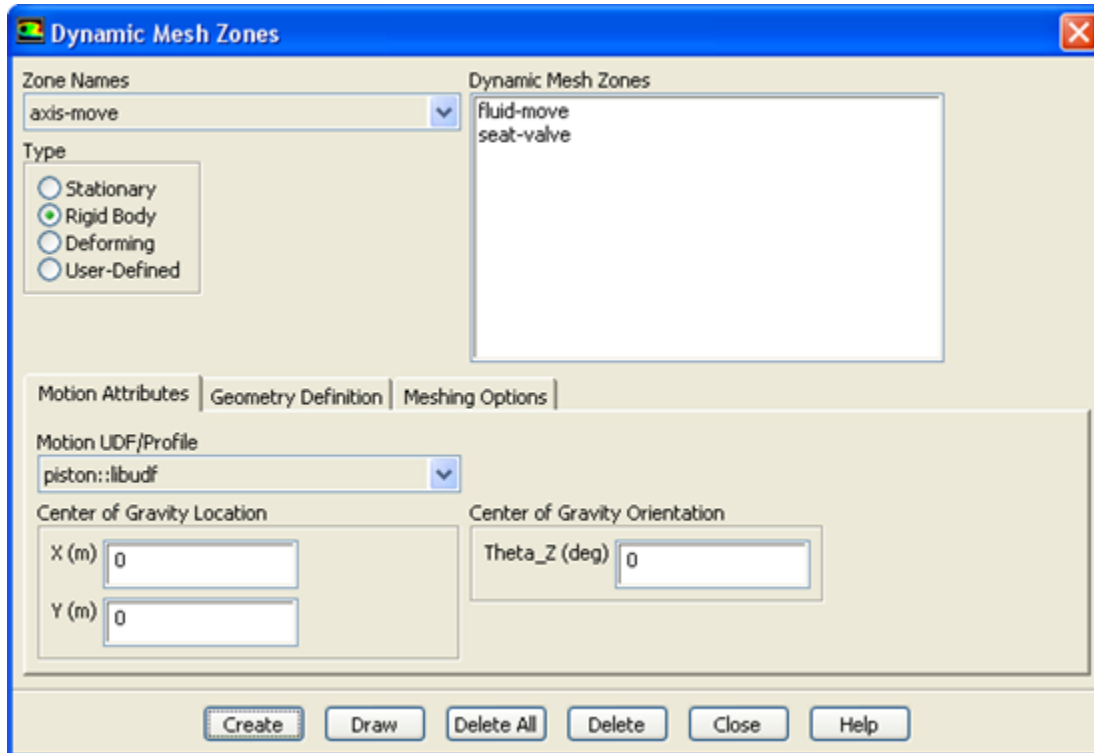 Dynamic Mesh Zones
Zone Names
axis-move
Dynamic Mesh Zones
fluid-move
seat-valve
Type
Stationary
Rigid Body
Deforming
User-Defined
Motion Attributes Geometry Definition Meshing Options
Motion UDF/Profile
piston::libudf
Center of Gravity Location
X (m) 0
Y (m) 0
Center of Gravity Orientation
Theta_Z (deg) 0
Create Draw Delete All Delete Close Help